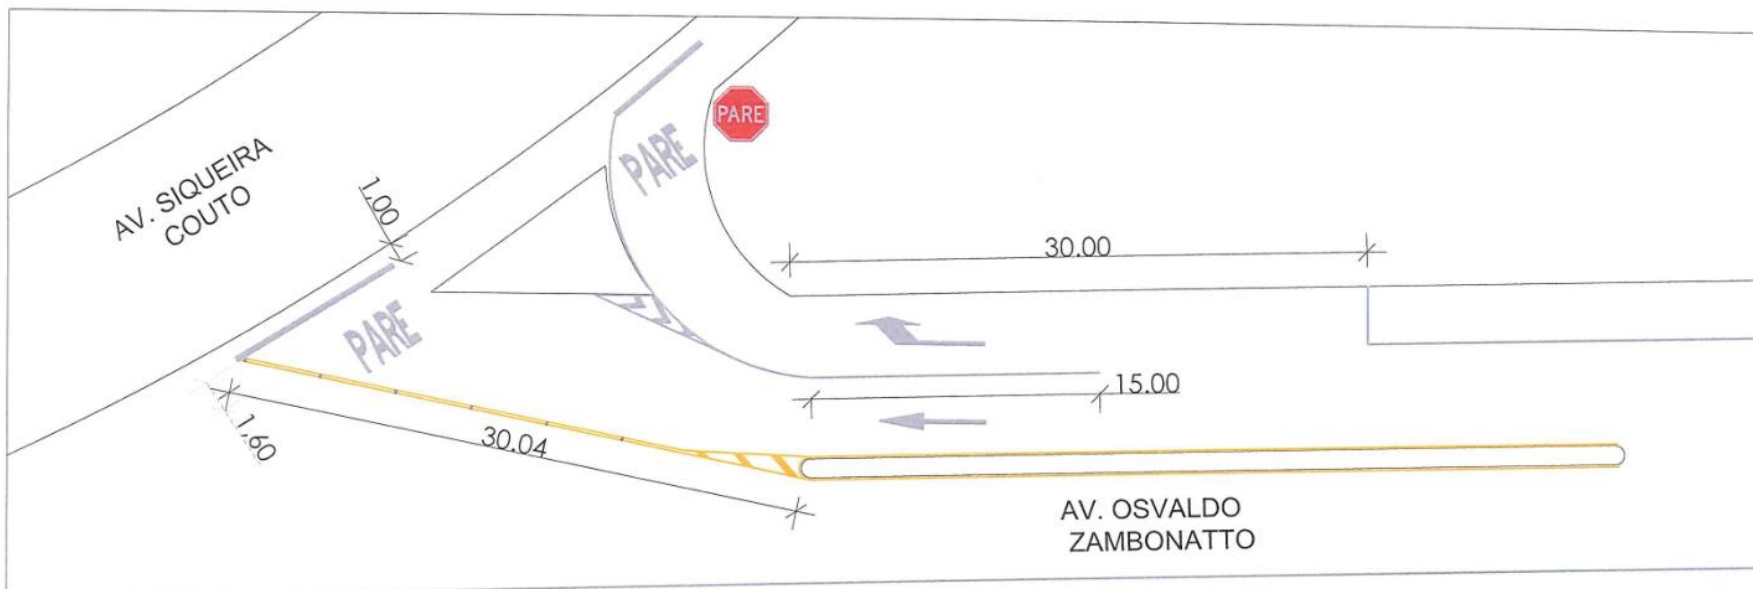 PARE
PARE
AV. SIQUEIRA
COUTO
1,00
30.00
PARE
15.00
1,60
30.04
AV. OSVALDO
ZAMBONATTO